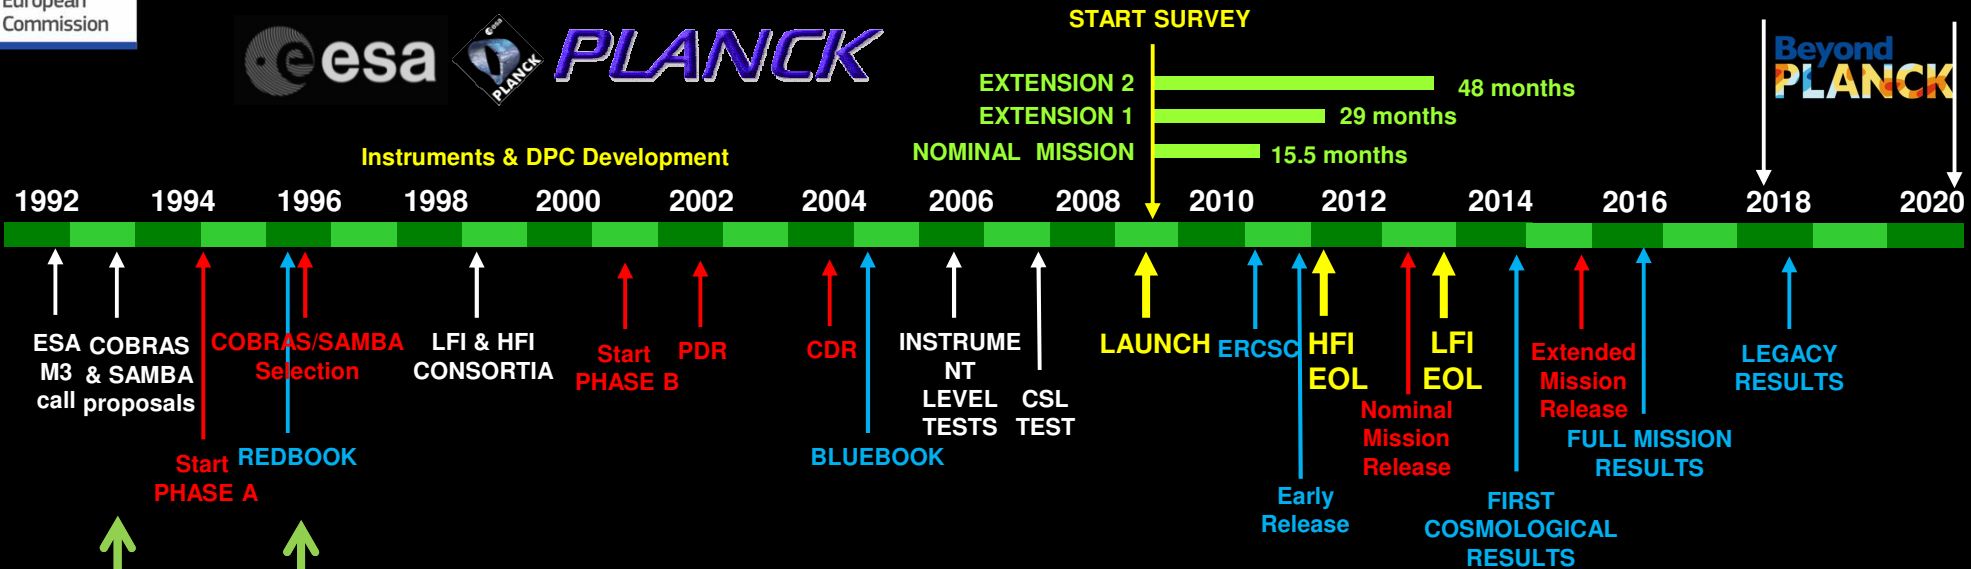 European
Commission
esa
esa
PLANCK
PLANCK
START SURVEY
Beyond
PLANCK
EXTENSION 2
48 months
EXTENSION 1
29 months
NOMINAL MISSION
15.5 months
Instruments & DPC Development
1992 1994 1996 1998 2000 2002 2004 2006 2008 2010 2012 2014 2016 2018 2020
ESA
M3
call
COBRAS
& SAMBA
proposals
Start
PHASE A
COBRAS/SAMBA
Selection
REDBOOK
LFI & HFI
CONSORTIA
Start
PHASE B
PDR
CDR
BLUEBOOK
INSTRUME
NT
LEVEL
TESTS
CSL
TEST
LAUNCH
ERCSC
Early
Release
HFI
EOL
Nominal
Mission
Release
LFI
EOL
FIRST
COSMOLOGICAL
RESULTS
Extended
Mission
Release
FULL MISSION
RESULTS
LEGACY
RESULTS